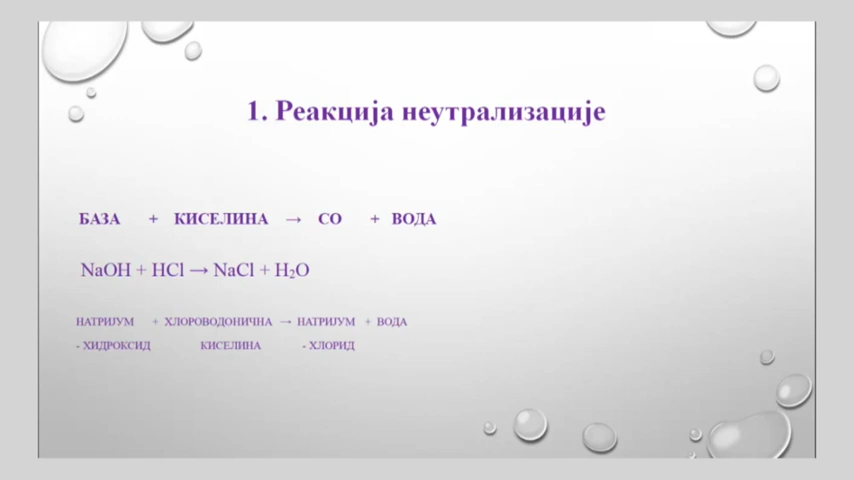 1. Реакција неутрализације
БАЗА + КИСЕЛИНА → СО + ВОДА
NaOH + HCl → NaCl + H₂O
НАТРИЈУМ + ХЛОРОВОДОНИЧНА → НАТРИЈУМ + ВОДА
- ХИДРОКСИД КИСЕЛИНА - ХЛОРИД